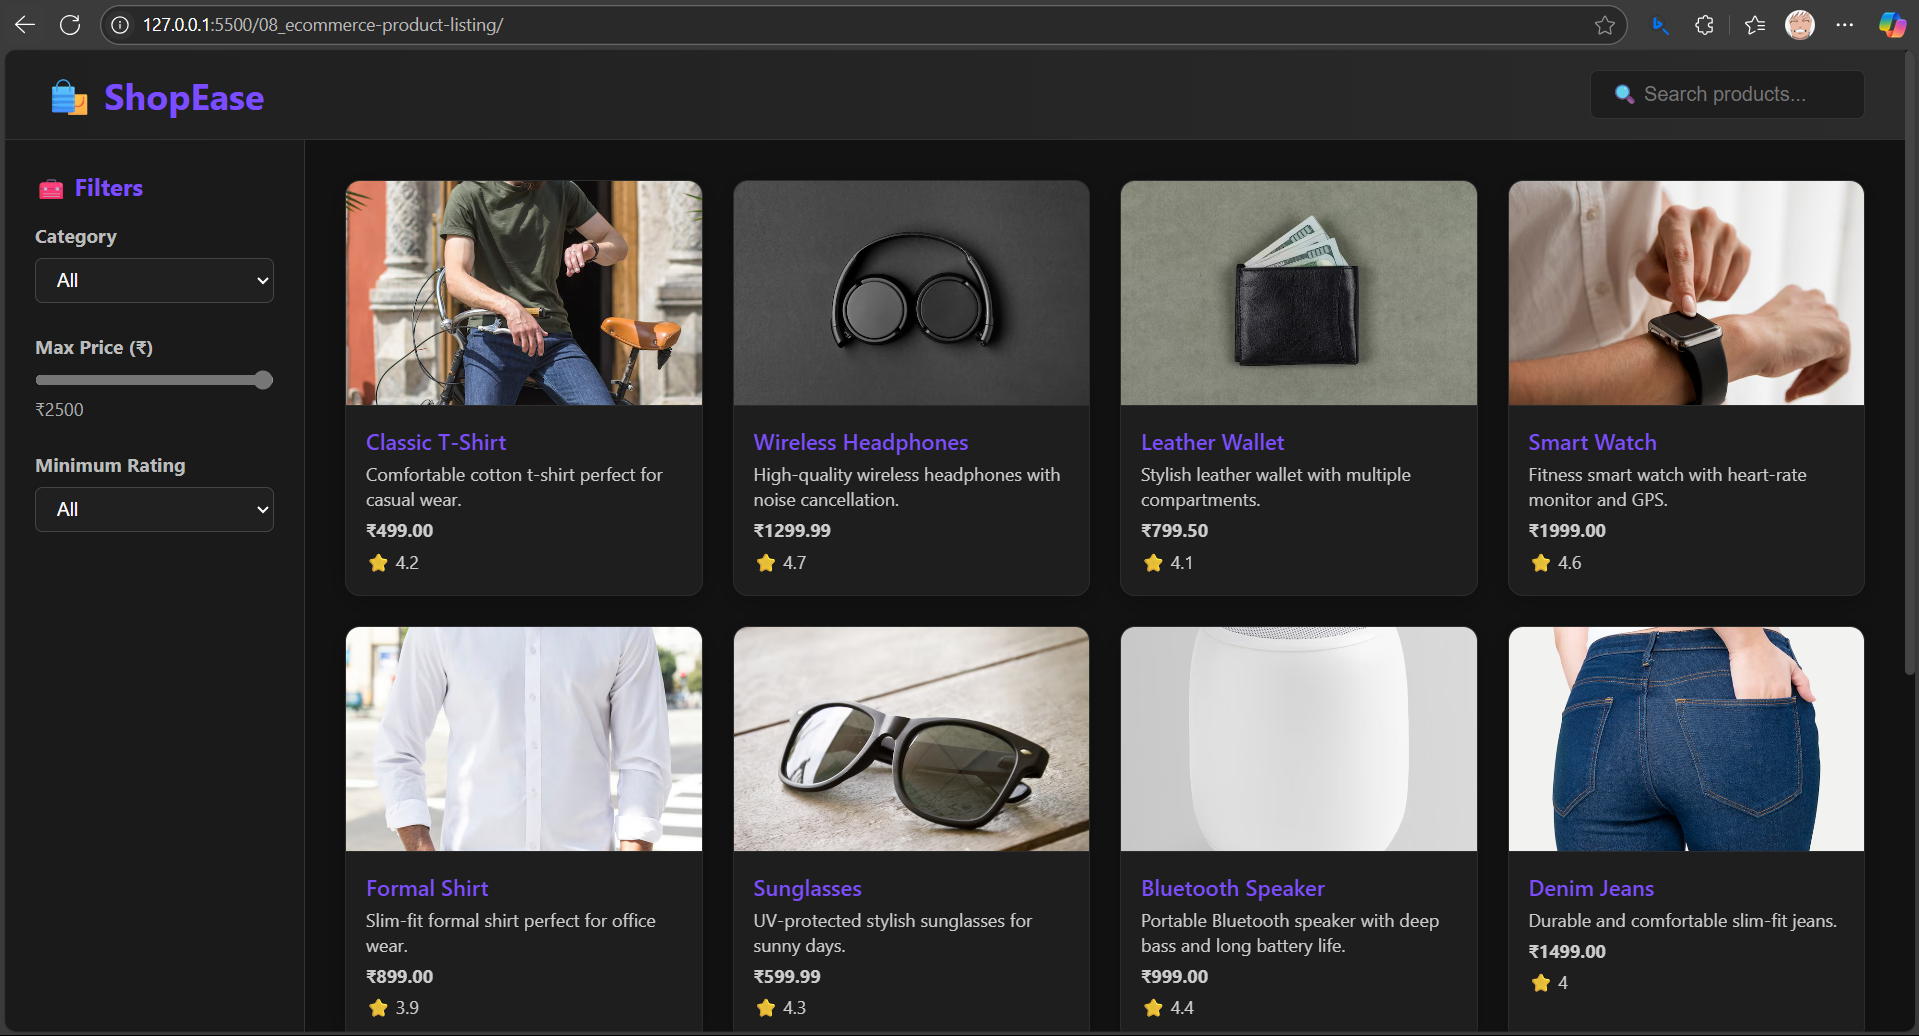 127.0.0.1:5500/08_ecommerce-product-listing/
ShopEase
Search products...
Filters
Category
All
Max Price (₹)
₹2500
Minimum Rating
All
Classic T-Shirt
Comfortable cotton t-shirt perfect for
casual wear.
₹499.00
4.2
Wireless Headphones
High-quality wireless headphones with
noise cancellation.
₹1299.99
4.7
Leather Wallet
Stylish leather wallet with multiple
compartments.
₹799.50
4.1
Smart Watch
Fitness smart watch with heart-rate
monitor and GPS.
₹1999.00
4.6
Formal Shirt
Slim-fit formal shirt perfect for office
wear.
₹899.00
3.9
Sunglasses
UV-protected stylish sunglasses for
sunny days.
₹599.99
4.3
Bluetooth Speaker
Portable Bluetooth speaker with deep
bass and long battery life.
₹999.00
4.4
Denim Jeans
Durable and comfortable slim-fit jeans.
₹1499.00
4